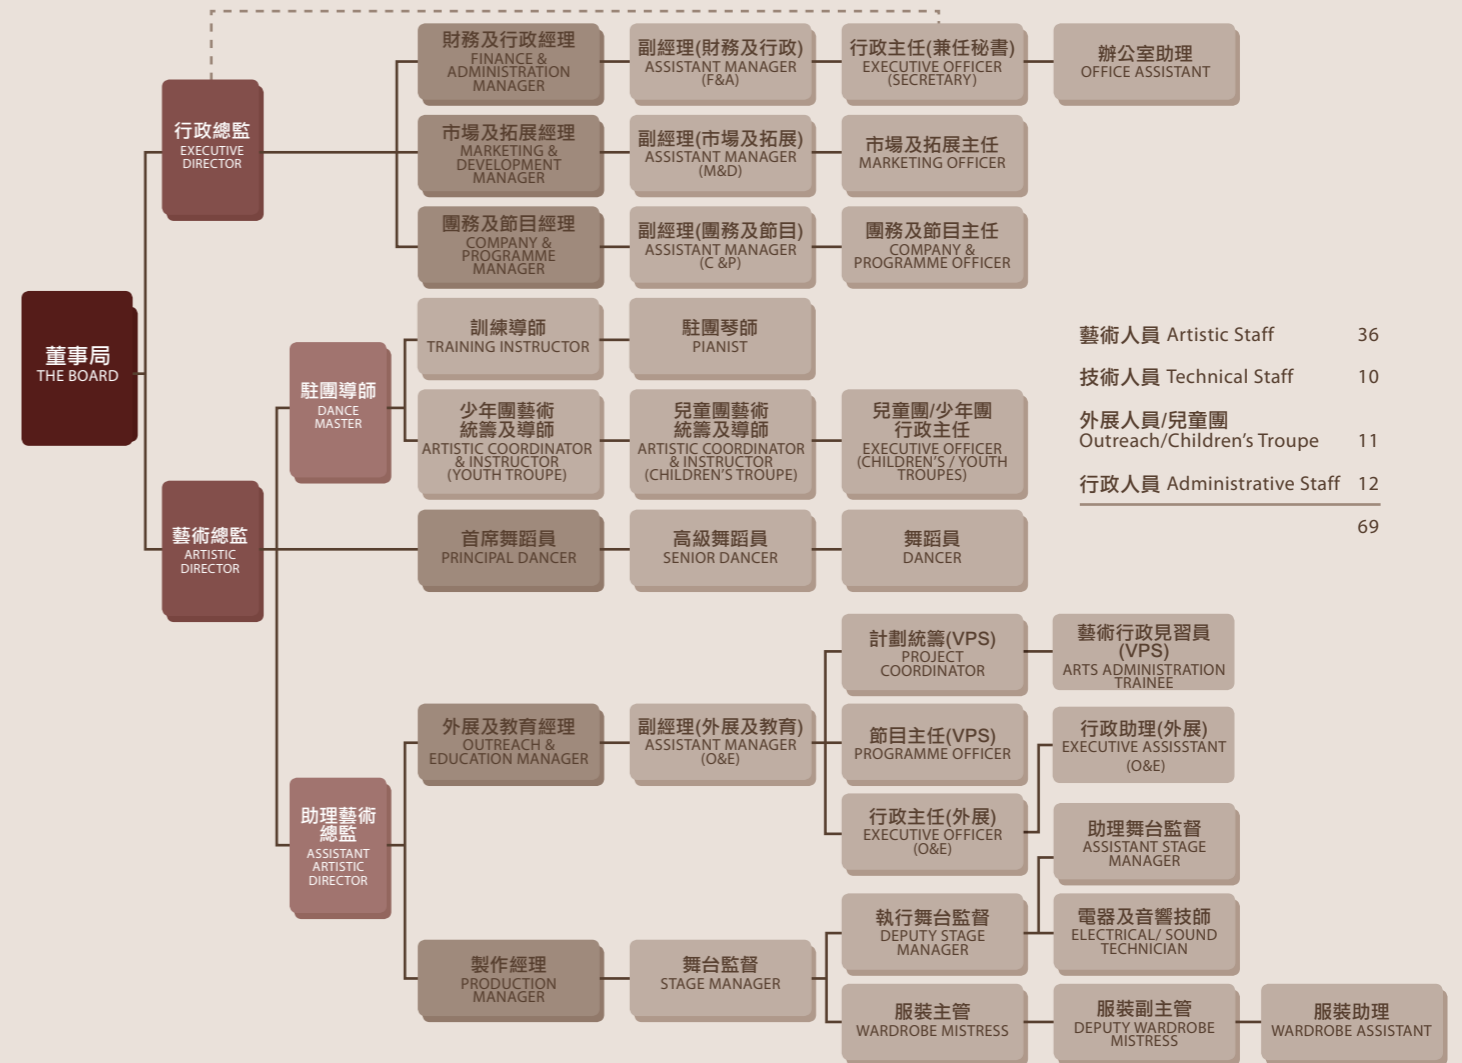 董事局
THE BOARD
行政總監
EXECUTIVE
DIRECTOR
財務及行政經理
FINANCE &
ADMINISTRATION
MANAGER
副經理(財務及行政)
ASSISTANT MANAGER
(F&A)
行政主任(兼任秘書)
EXECUTIVE OFFICER
(SECRETARY)
辦公室助理
OFFICE ASSISTANT
市場及拓展經理
MARKETING &
DEVELOPMENT
MANAGER
副經理(市場及拓展)
ASSISTANT MANAGER
(M&D)
市場及拓展主任
MARKETING OFFICER
團務及節目經理
COMPANY &
PROGRAMME
MANAGER
副經理(團務及節目)
ASSISTANT MANAGER
(C &P)
團務及節目主任
COMPANY &
PROGRAMME OFFICER
藝術總監
ARTISTIC
DIRECTOR
駐團導師
DANCE
MASTER
訓練導師
TRAINING INSTRUCTOR
駐團琴師
PIANIST
少年團藝術
統籌及導師
ARTISTIC COORDINATOR
& INSTRUCTOR
(YOUTH TROUPE)
兒童團藝術
統籌及導師
ARTISTIC COORDINATOR
& INSTRUCTOR
(CHILDREN'S TROUPE)
兒童團/少年團
行政主任
EXECUTIVE OFFICER
(CHILDREN'S / YOUTH
TROUPES)
首席舞蹈員
PRINCIPAL DANCER
高級舞蹈員
SENIOR DANCER
舞蹈員
DANCER
助理藝術
總監
ASSISTANT
ARTISTIC
DIRECTOR
外展及教育經理
OUTREACH &
EDUCATION MANAGER
副經理(外展及教育)
ASSISTANT MANAGER
(O&E)
計劃統籌(VPS)
PROJECT
COORDINATOR
藝術行政見習員
(VPS)
ARTS ADMINISTRATION
TRAINEE
節目主任(VPS)
PROGRAMME OFFICER
行政主任(外展)
EXECUTIVE OFFICER
(O&E)
行政助理(外展)
EXECUTIVE ASSISSTANT
(O&E)
製作經理
PRODUCTION
MANAGER
舞台監督
STAGE MANAGER
執行舞台監督
DEPUTY STAGE
MANAGER
助理舞台監督
ASSISTANT STAGE
MANAGER
電器及音響技師
ELECTRICAL/ SOUND
TECHNICIAN
服裝主管
WARDROBE MISTRESS
服裝副主管
DEPUTY WARDROBE
MISTRESS
服裝助理
WARDROBE ASSISTANT
藝術人員 Artistic Staff 36
技術人員 Technical Staff 10
外展人員/兒童團
Outreach/Children's Troupe 11
行政人員 Administrative Staff 12
69